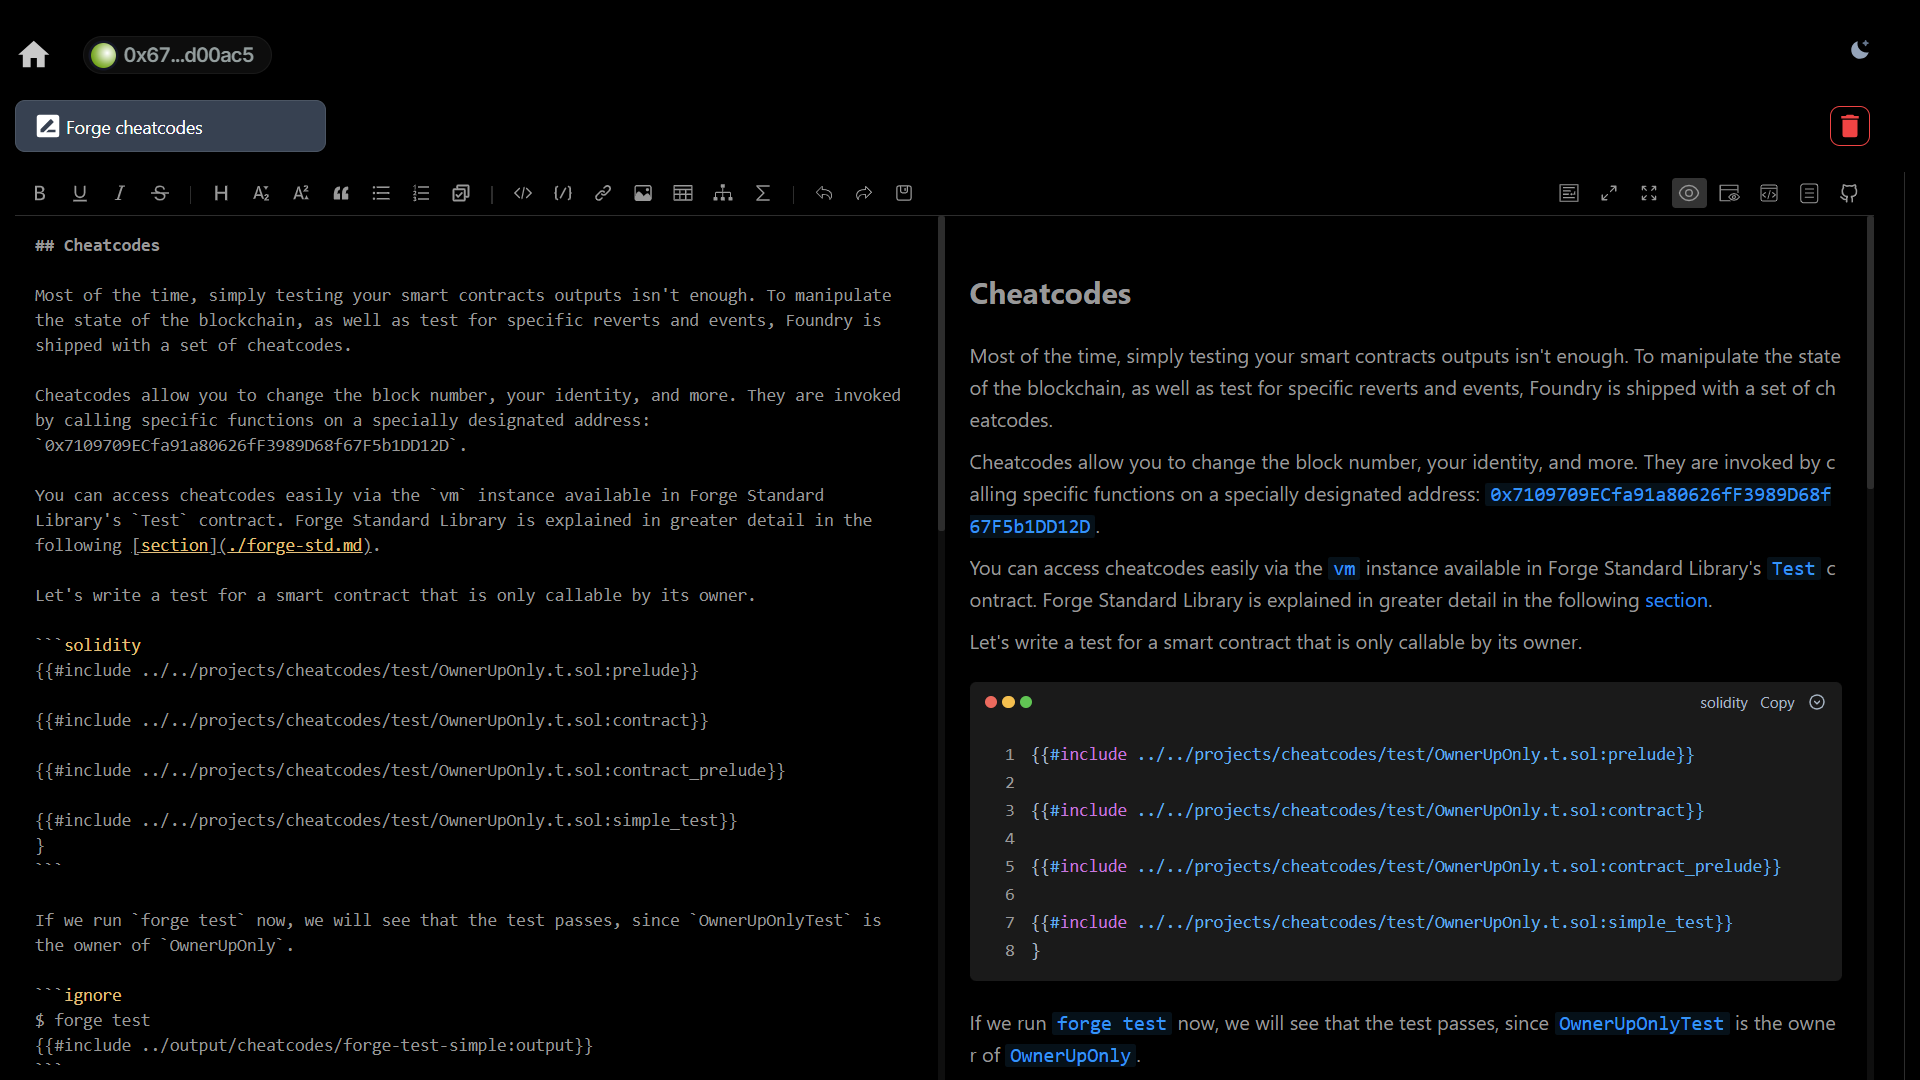 0x67...d00ac5
Forge cheatcodes
## Cheatcodes
Most of the time, simply testing your smart contracts outputs isn't enough. To manipulate
the state of the blockchain, as well as test for specific reverts and events, Foundry is
shipped with a set of cheatcodes.
Cheatcodes allow you to change the block number, your identity, and more. They are invoked
by calling specific functions on a specially designated address:
`0x7109709ECfa91a80626fF3989D68f67F5b1DD12D`.
You can access cheatcodes easily via the `vm` instance available in Forge Standard
Library's `Test` contract. Forge Standard Library is explained in greater detail in the
following [section](./forge-std.md).
Let's write a test for a smart contract that is only callable by its owner.
```solidity
{{#include ../../projects/cheatcodes/test/OwnerUpOnly.t.sol:prelude}}
{{#include ../../projects/cheatcodes/test/OwnerUpOnly.t.sol:contract}}
{{#include ../../projects/cheatcodes/test/OwnerUpOnly.t.sol:contract_prelude}}
{{#include ../../projects/cheatcodes/test/OwnerUpOnly.t.sol:simple_test}}
}
```
If we run `forge test` now, we will see that the test passes, since `OwnerUpOnlyTest` is
the owner of `OwnerUpOnly`.
```ignore
$ forge test
{{#include ../output/cheatcodes/forge-test-simple:output}}
```
Cheatcodes
Most of the time, simply testing your smart contracts outputs isn't enough. To manipulate the state
of the blockchain, as well as test for specific reverts and events, Foundry is shipped with a set of ch
eatcodes.
Cheatcodes allow you to change the block number, your identity, and more. They are invoked by c
alling specific functions on a specially designated address: 0x7109709ECfa91a80626fF3989D68f
67F5b1DD12D.
You can access cheatcodes easily via the vm instance available in Forge Standard Library's Test c
ontract. Forge Standard Library is explained in greater detail in the following section.
Let's write a test for a smart contract that is only callable by its owner.
solidity Copy
1 {{#include ../../projects/cheatcodes/test/OwnerUpOnly.t.sol:prelude}}
2
3 {{#include ../../projects/cheatcodes/test/OwnerUpOnly.t.sol:contract}}
4
5 {{#include ../../projects/cheatcodes/test/OwnerUpOnly.t.sol:contract_prelude}}
6
7 {{#include ../../projects/cheatcodes/test/OwnerUpOnly.t.sol:simple_test}}
8 }
If we run forge test now, we will see that the test passes, since OwnerUpOnlyTest is the owne
r of OwnerUpOnly.